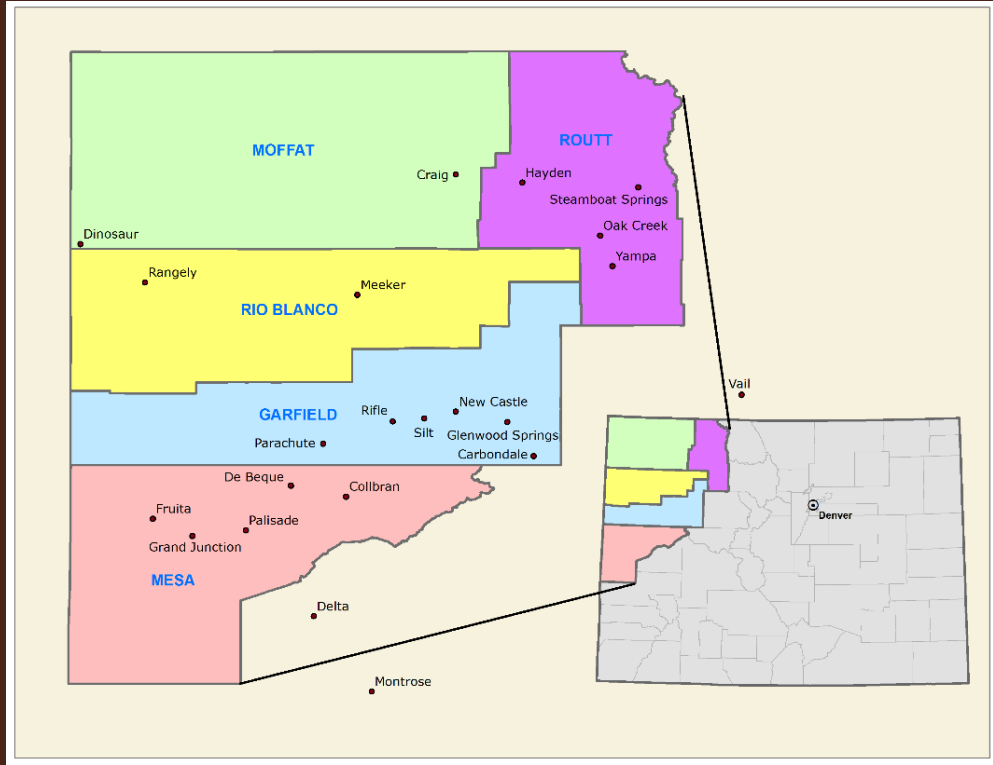 MOFFAT
ROUTT
Craig
Hayden
Steamboat Springs
Oak Creek
Dinosaur
Yampa
Rangely
Meeker
RIO BLANCO
Vail
GARFIELD
Rifle
New Castle
Silt
Glenwood Springs
Parachute
Carbondale
De Beque
Collbran
Fruita
Palisade
Grand Junction
Denver
MESA
Delta
Montrose